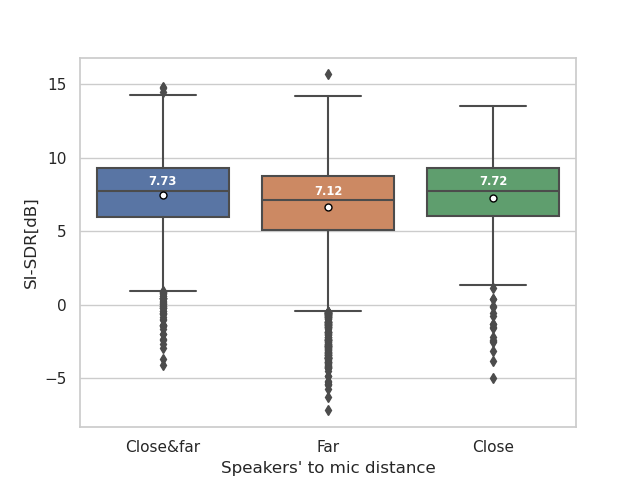 15
10
5
0
−5
SI-SDR[dB]
7.73
7.12
7.72
Close&far
Far
Close
Speakers' to mic distance